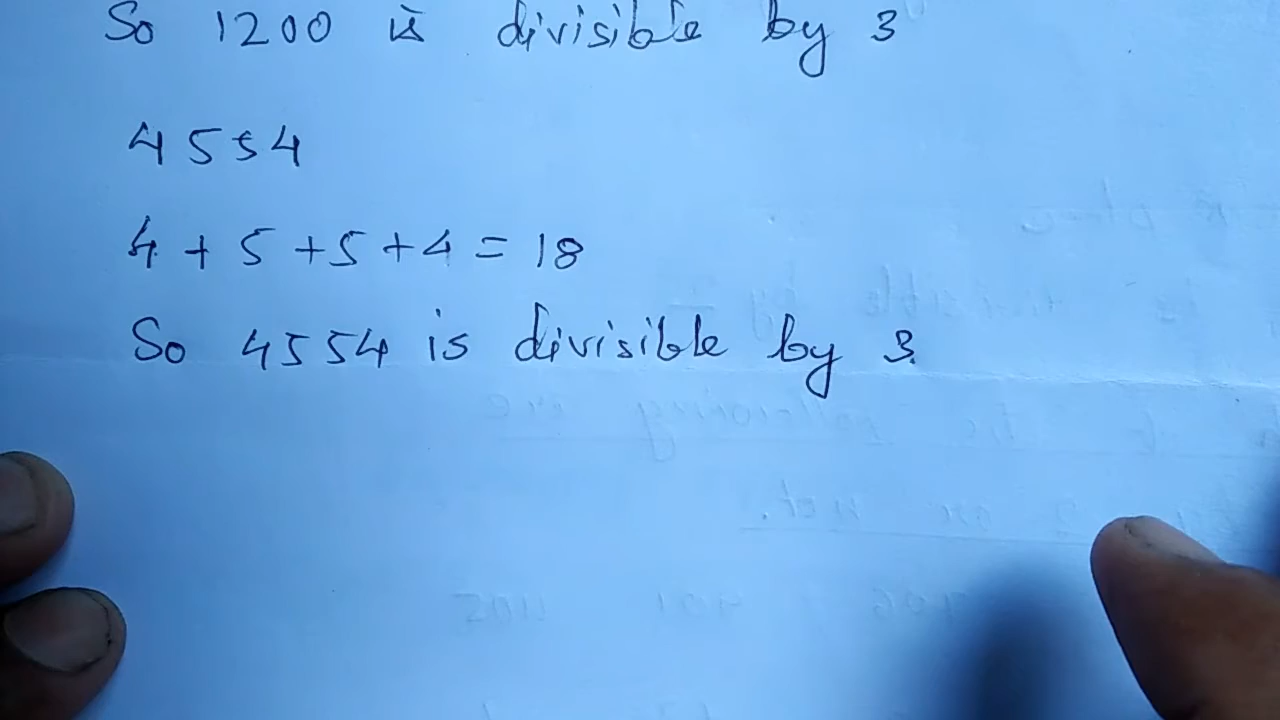 So 1200 is divisible by 3
4554
4 + 5 + 5 + 4 = 18
So 4554 is divisible by 3.